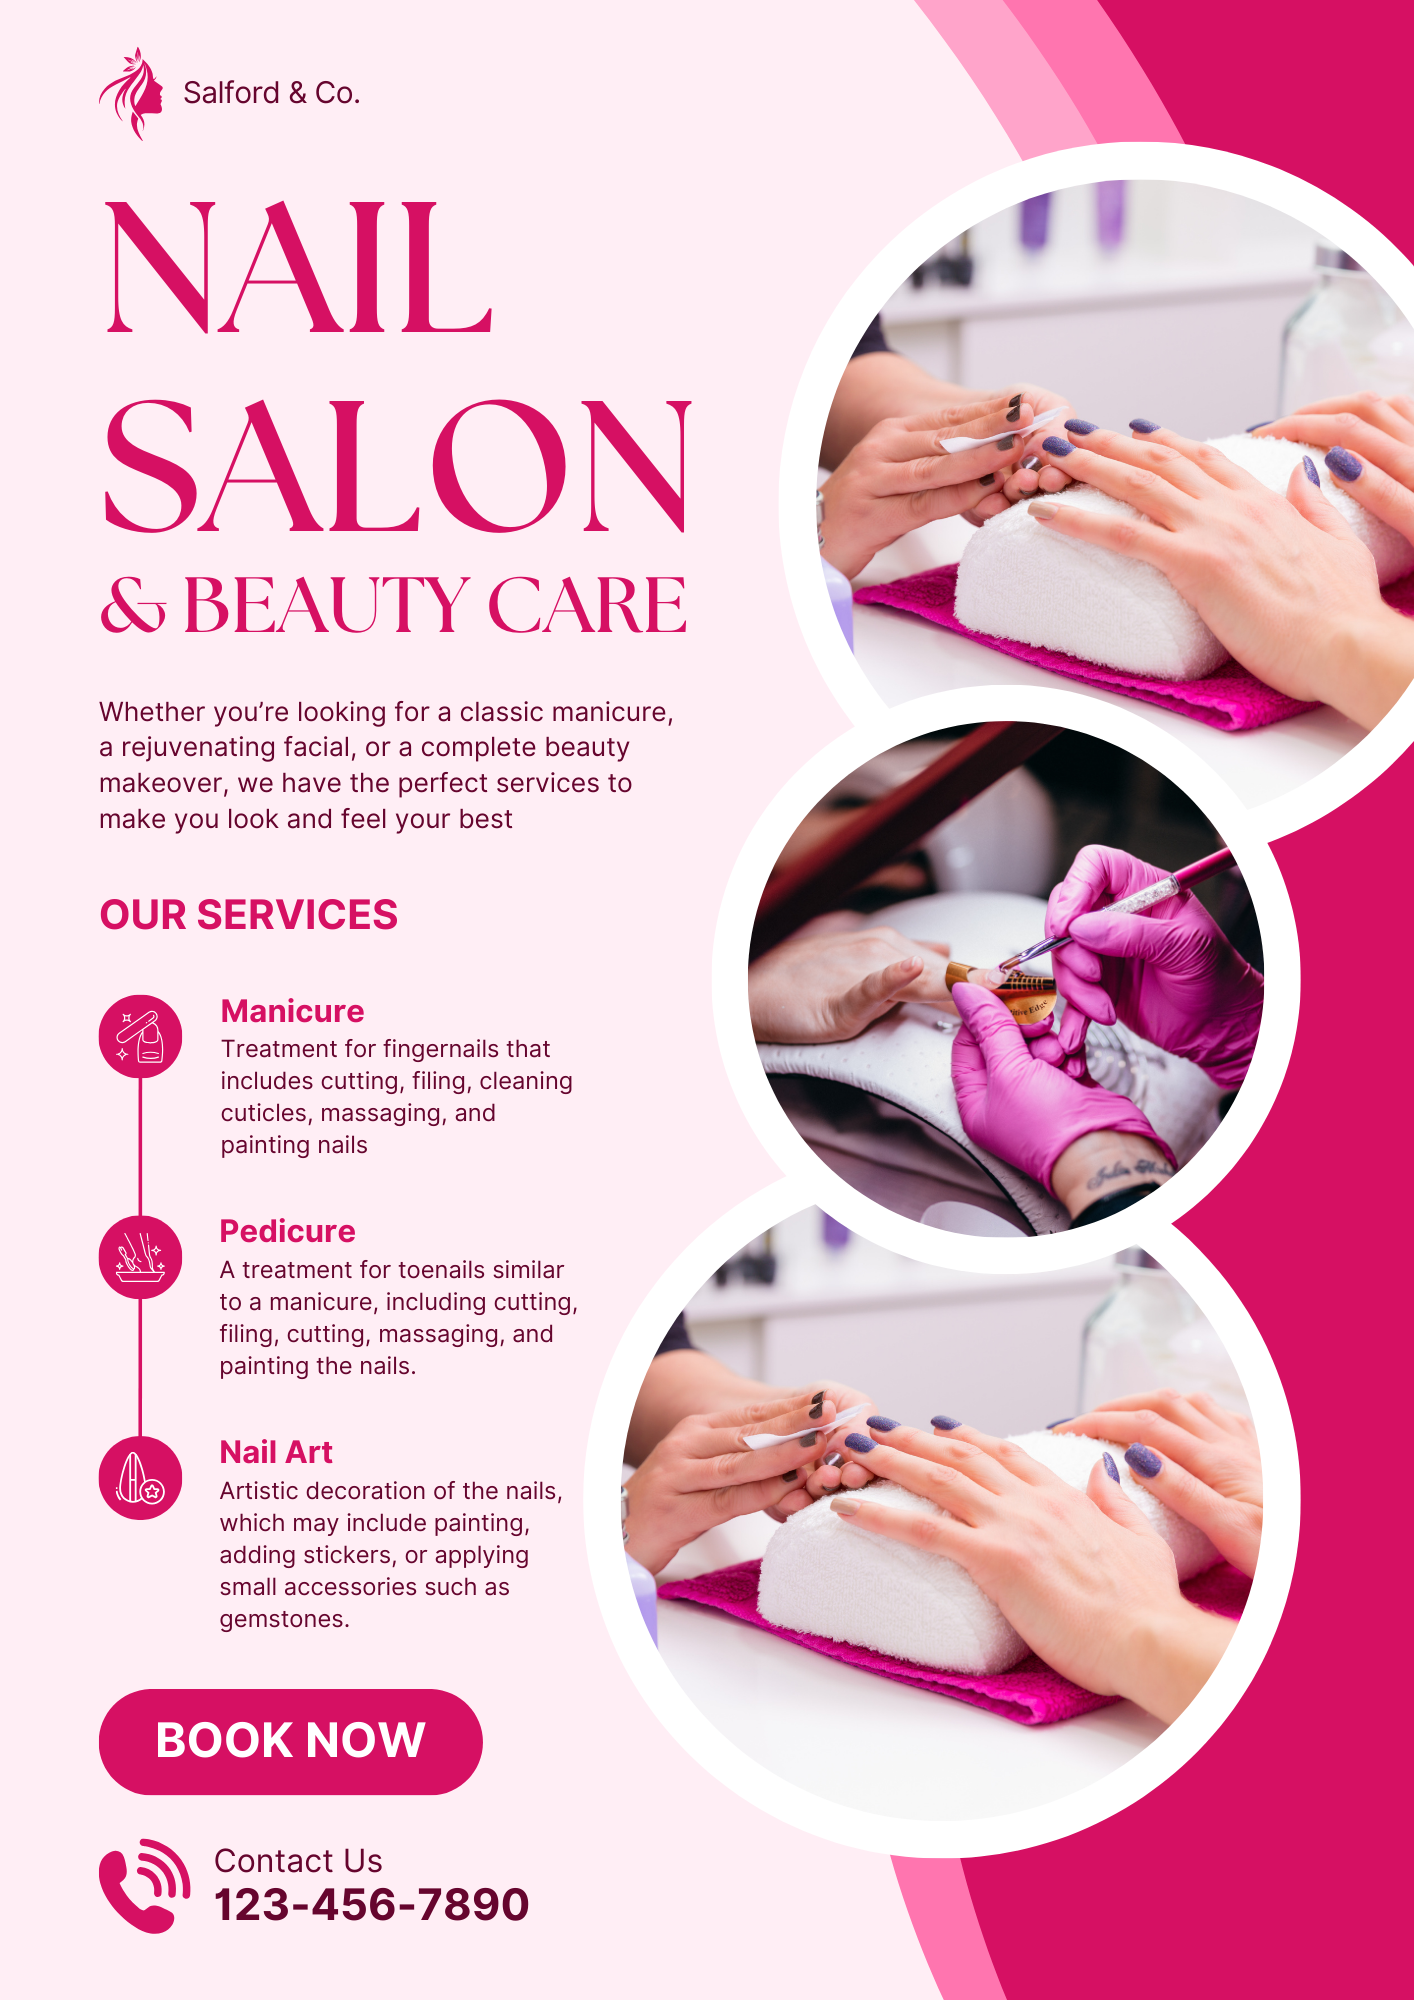 Salford & Co.
NAIL
SALON
& BEAUTY CARE
Whether you’re looking for a classic manicure,
a rejuvenating facial, or a complete beauty
makeover, we have the perfect services to
make you look and feel your best
OUR SERVICES
Manicure
Treatment for fingernails that
includes cutting, filing, cleaning
cuticles, massaging, and
painting nails
Pedicure
A treatment for toenails similar
to a manicure, including cutting,
filing, cutting, massaging, and
painting the nails.
Nail Art
Artistic decoration of the nails,
which may include painting,
adding stickers, or applying
small accessories such as
gemstones.
BOOK NOW
Contact Us
123-456-7890
Edge